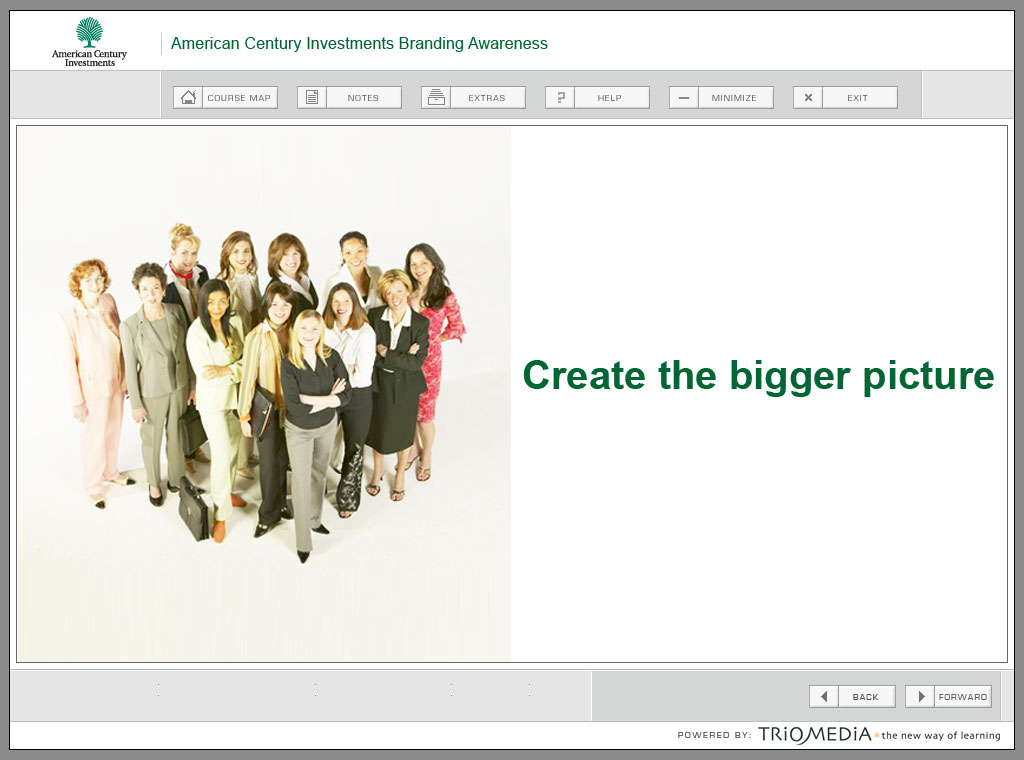 American Century
Investments
American Century Investments Branding Awareness
COURSE MAP
NOTES
EXTRAS
HELP
MINIMIZE
EXIT
Create the bigger picture
BACK
FORWARD
POWERED BY: TRiOMEDiA the new way of learning